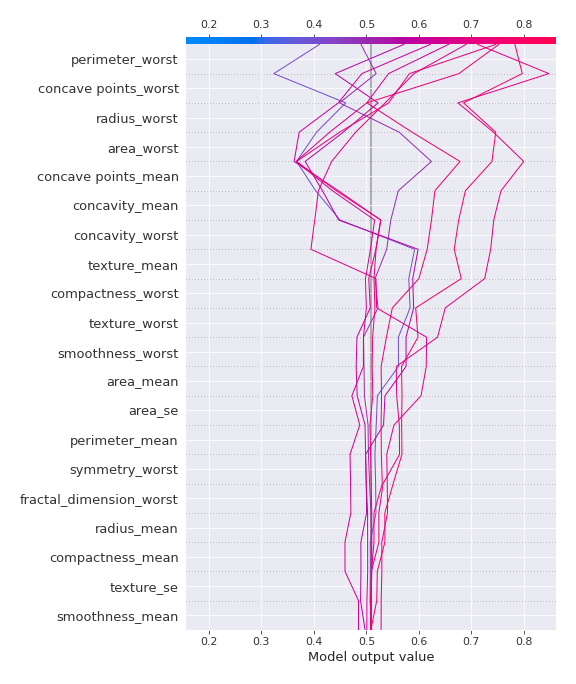 0.2 0.3 0.4 0.5 0.6 0.7 0.8
perimeter_worst
concave points_worst
radius_worst
area_worst
concave points_mean
concavity_mean
concavity_worst
texture_mean
compactness_worst
texture_worst
smoothness_worst
area_mean
area_se
perimeter_mean
symmetry_worst
fractal_dimension_worst
radius_mean
compactness_mean
texture_se
smoothness_mean
0.2 0.3 0.4 0.5 0.6 0.7 0.8
Model output value